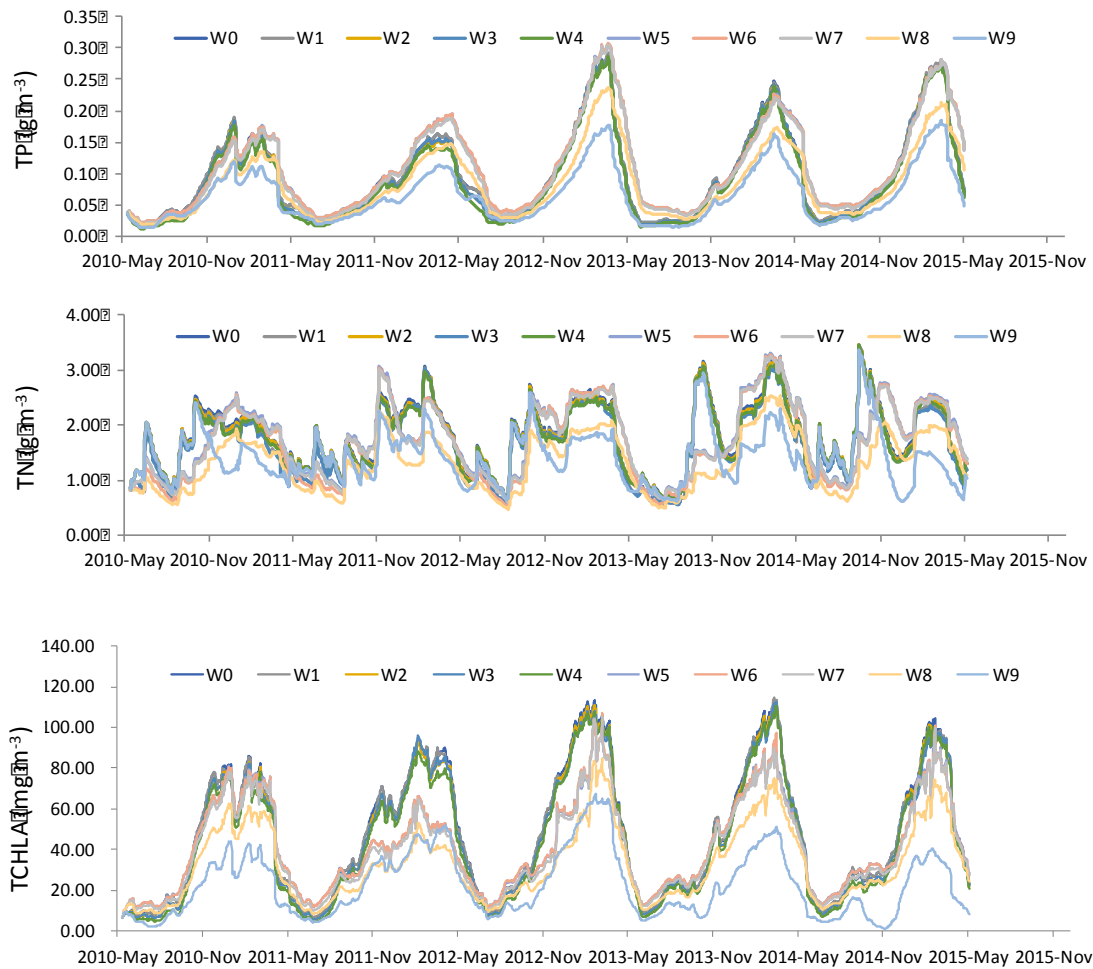 0.35⍰
W0 W1 W2 W3 W4 W5 W6 W7 W8 W9
0.30⍰
0.25⍰
0.20⍰
0.15⍰
0.10⍰
0.05⍰
0.00⍰
TP⍰(g⍰m-3)
2010-May 2010-Nov 2011-May 2011-Nov 2012-May 2012-Nov 2013-May 2013-Nov 2014-May 2014-Nov 2015-May 2015-Nov
4.00⍰
W0 W1 W2 W3 W4 W5 W6 W7 W8 W9
3.00⍰
2.00⍰
1.00⍰
0.00⍰
TN⍰(g⍰m-3)
2010-May 2010-Nov 2011-May 2011-Nov 2012-May 2012-Nov 2013-May 2013-Nov 2014-May 2014-Nov 2015-May 2015-Nov
140.00
W0 W1 W2 W3 W4 W5 W6 W7 W8 W9
120.00
100.00
80.00
60.00
40.00
20.00
0.00
TCHLA⍰(mg⍰m-3)
2010-May 2010-Nov 2011-May 2011-Nov 2012-May 2012-Nov 2013-May 2013-Nov 2014-May 2014-Nov 2015-May 2015-Nov